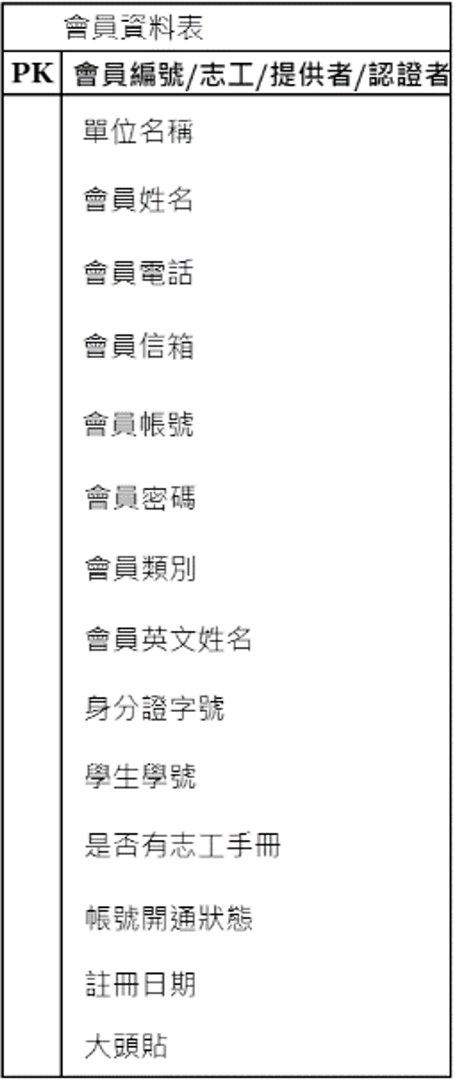 會員資料表
PK 會員編號/志工/提供者/認證者
單位名稱
會員姓名
會員電話
會員信箱
會員帳號
會員密碼
會員類別
會員英文姓名
身分證字號
學生學號
是否有志工手冊
帳號開通狀態
註冊日期
大頭貼